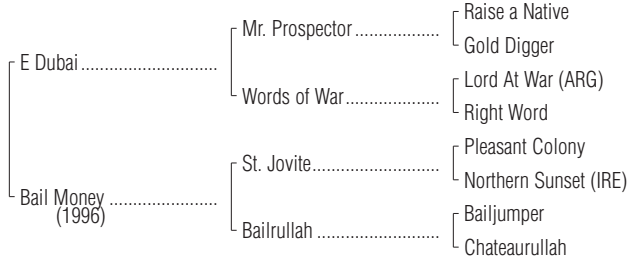 Raise a Native
Mr. Prospector ....................
Gold Digger
E Dubai ................................
Lord At War (ARG)
Words of War ......................
Right Word
Pleasant Colony
St. Jovite ..............................
Northern Sunset (IRE)
Bail Money .........................
(1996)
Bailjumper
Bailrullah .............................
Chateaurullah